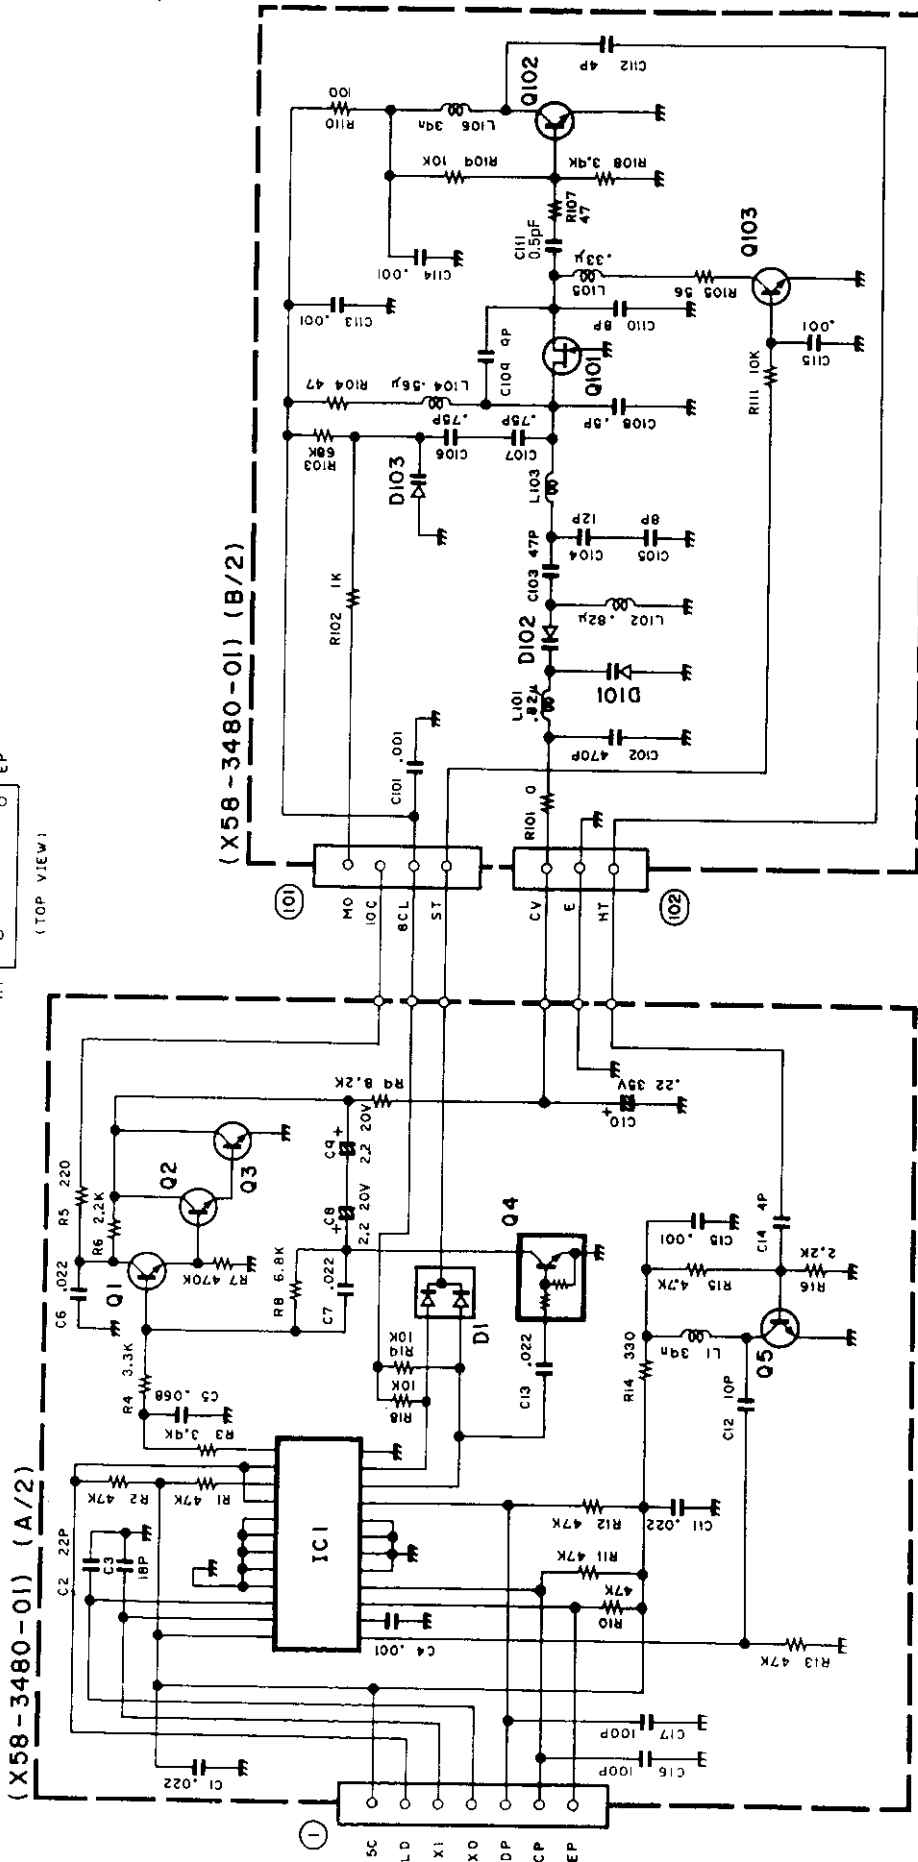 EP
(TOP VIEW)
(X58-3480-01) (B/2)
R110 100
L106 39n
C112 4P
Q102
R109 10K
R108 3.9K
R107 47
C111 0.5pF
C114 .001
C113 .001
L105 .33μ
R105 56
Q103
C115 .001
R111 10K
C110 8P
Q101
C109 9P
R104 47
L104 .56μ
C108 .5P
R103 68K
C106 .75P
C107 .75P
D103
L103
C104 12P
C105 8P
C103 47P
R102 1K
L102 .82μ
D102
D101
L101 .82μ
C102 470P
R101 0
C101 .001
101
MO
10C
8CL
ST
CV
E
HT
102
(X58-3480-01) (A/2)
R5 220
R6 2.2K
C6 .022
Q1
Q2
Q3
R7 470K
R4 3.3K
C5 .068
R3 3.9K
R2 47K
R1 47K
C2 22P
C3 18P
C1 .022
R8 6.8K
C7 .022
C8 2.2 20V
+
C9 2.2 20V
+
R9 8.2K
C10 .22 35V
+
R19 10K
R18 10K
D1
Q4
C13 .022
IC1
C4 .001
R12 47K
R11 47K
R10 47K
C11 .022
R14 330
L1 39n
C12 10P
Q5
R15 47K
C15 .001
C14 4P
R16 2.2K
R13 47K
C17 100P
C16 100P
1
5C
LD
XI
XO
DP
CP
EP